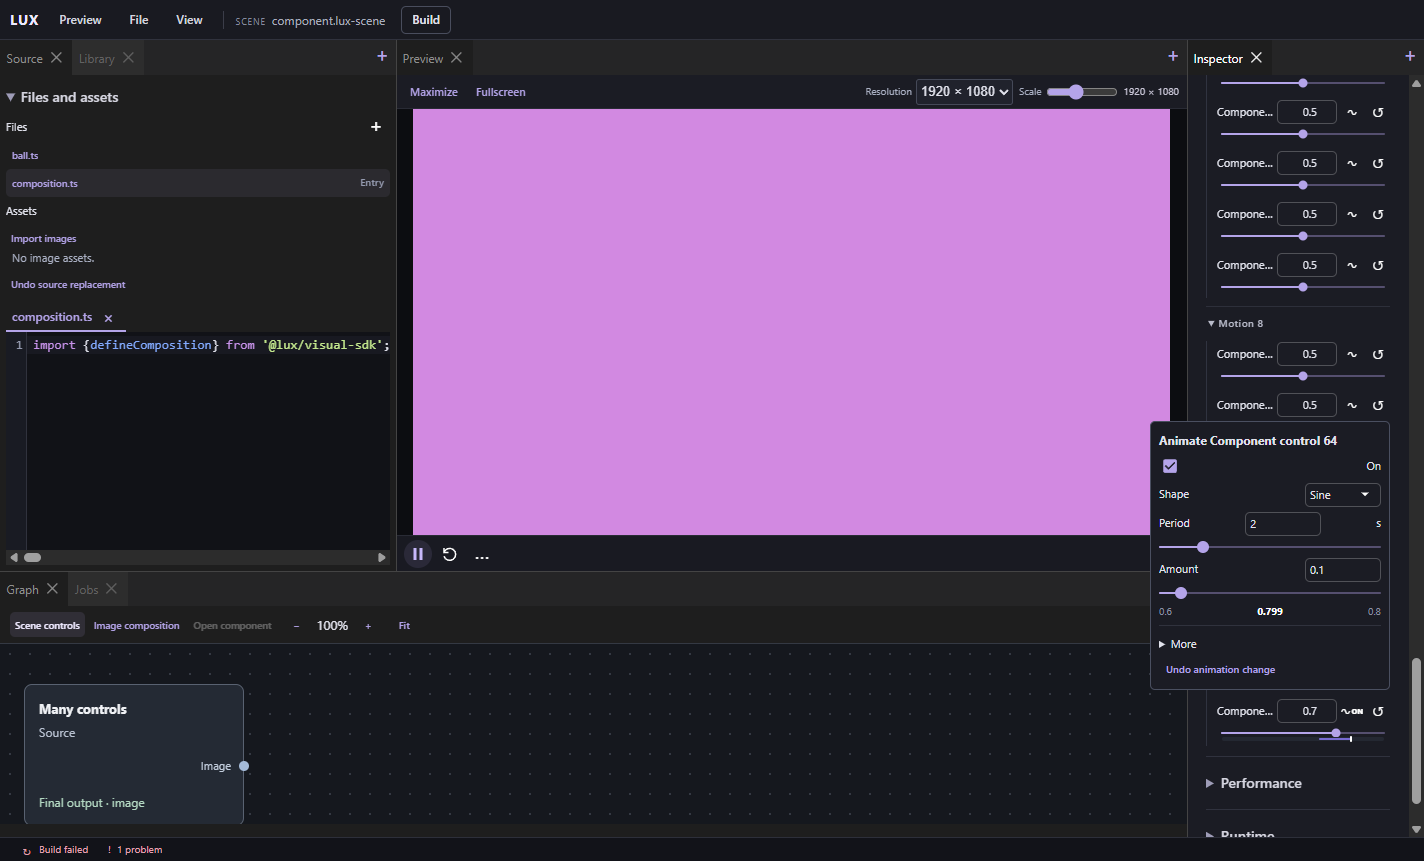 LUX Preview File View SCENE component.lux-scene Build
Source Library
Files and assets
Files
ball.ts
composition.ts Entry
Assets
Import images
No image assets.
Undo source replacement
composition.ts
1 import {defineComposition} from '@lux/visual-sdk';
Preview
Maximize Fullscreen Resolution 1920 × 1080 Scale 1920 × 1080
Graph Jobs
Scene controls Image composition Open component − 100% + Fit
Many controls
Source
Image
Final output · image
Inspector
Compone... 0.5
Compone... 0.5
Compone... 0.5
Compone... 0.5
Motion 8
Compone... 0.5
Compone... 0.5
Animate Component control 64
On
Shape Sine
Period 2 s
Amount 0.1
0.6 0.799 0.8
More
Undo animation change
Compone... 0.7 ON
Performance
Runtime
Build failed ! 1 problem